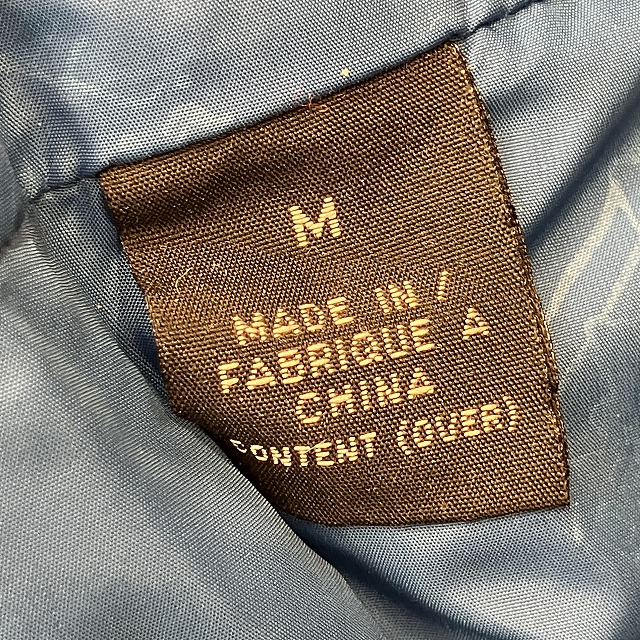 M
MADE IN /
FABRIQUE A
CHINA
CONTENT (OVER)